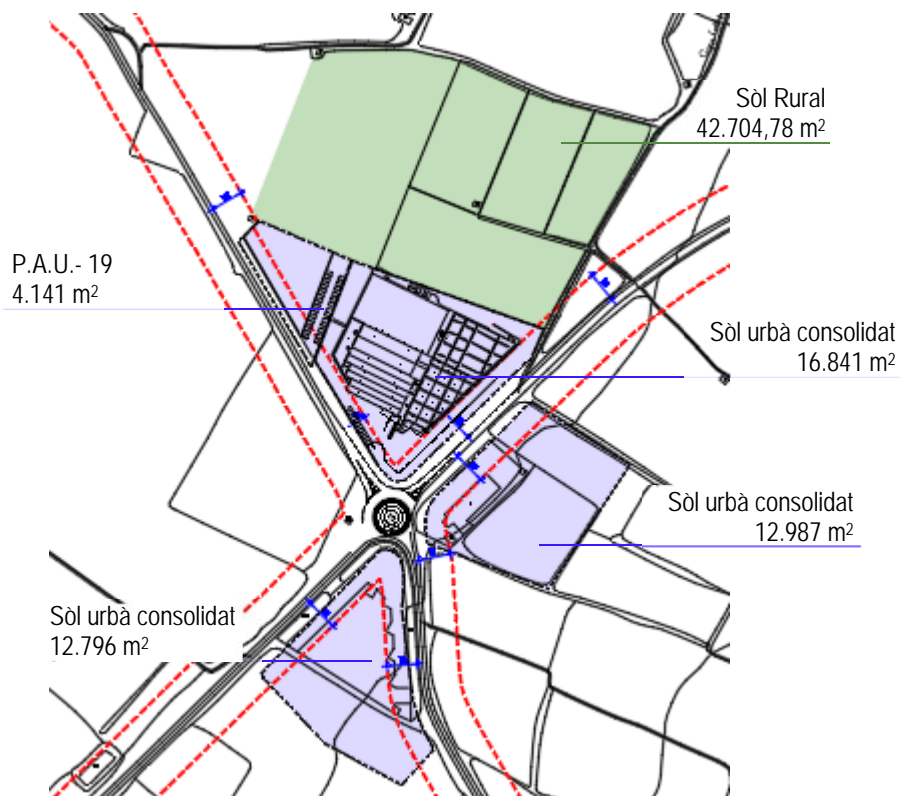 Sòl Rural
42.704,78 m²
P.A.U.- 19
4.141 m²
Sòl urbà consolidat
16.841 m²
Sòl urbà consolidat
12.987 m²
Sòl urbà consolidat
12.796 m²